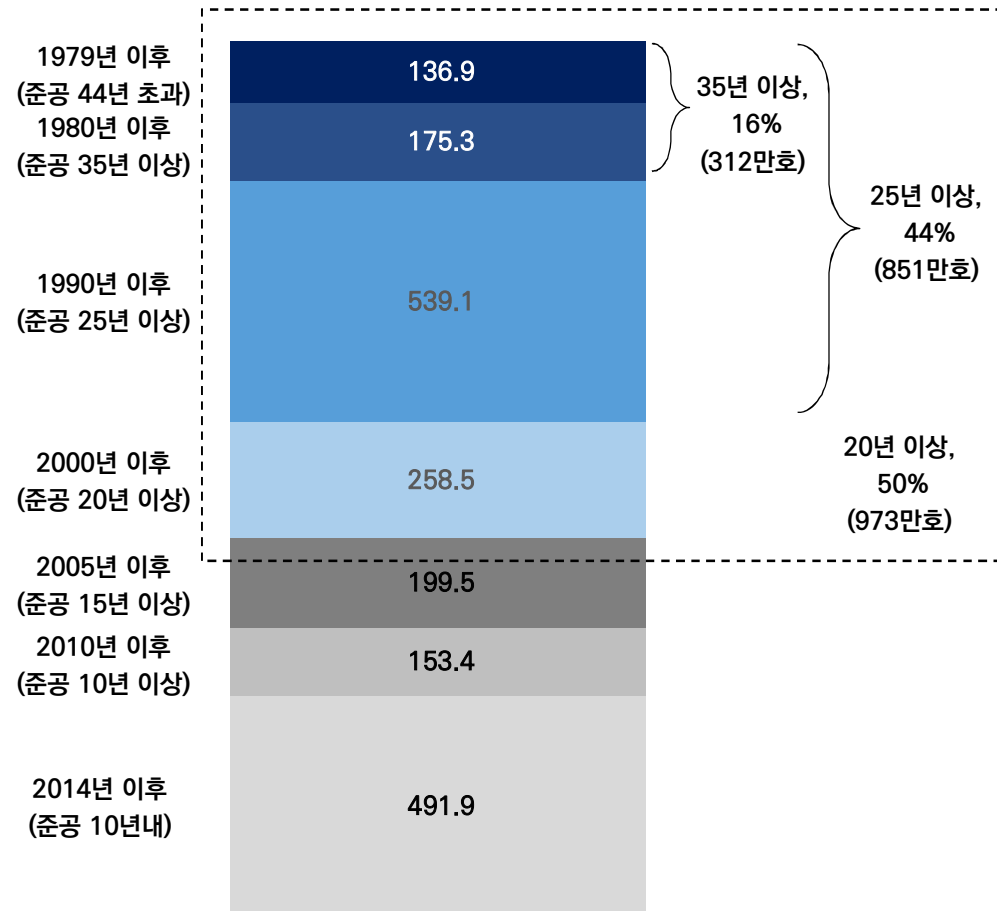 1979년 이후
(준공 44년 초과)
136.9
1980년 이후
(준공 35년 이상)
175.3
35년 이상,
16%
(312만호)
1990년 이후
(준공 25년 이상)
539.1
25년 이상,
44%
(851만호)
2000년 이후
(준공 20년 이상)
258.5
20년 이상,
50%
(973만호)
2005년 이후
(준공 15년 이상)
199.5
2010년 이후
(준공 10년 이상)
153.4
2014년 이후
(준공 10년내)
491.9